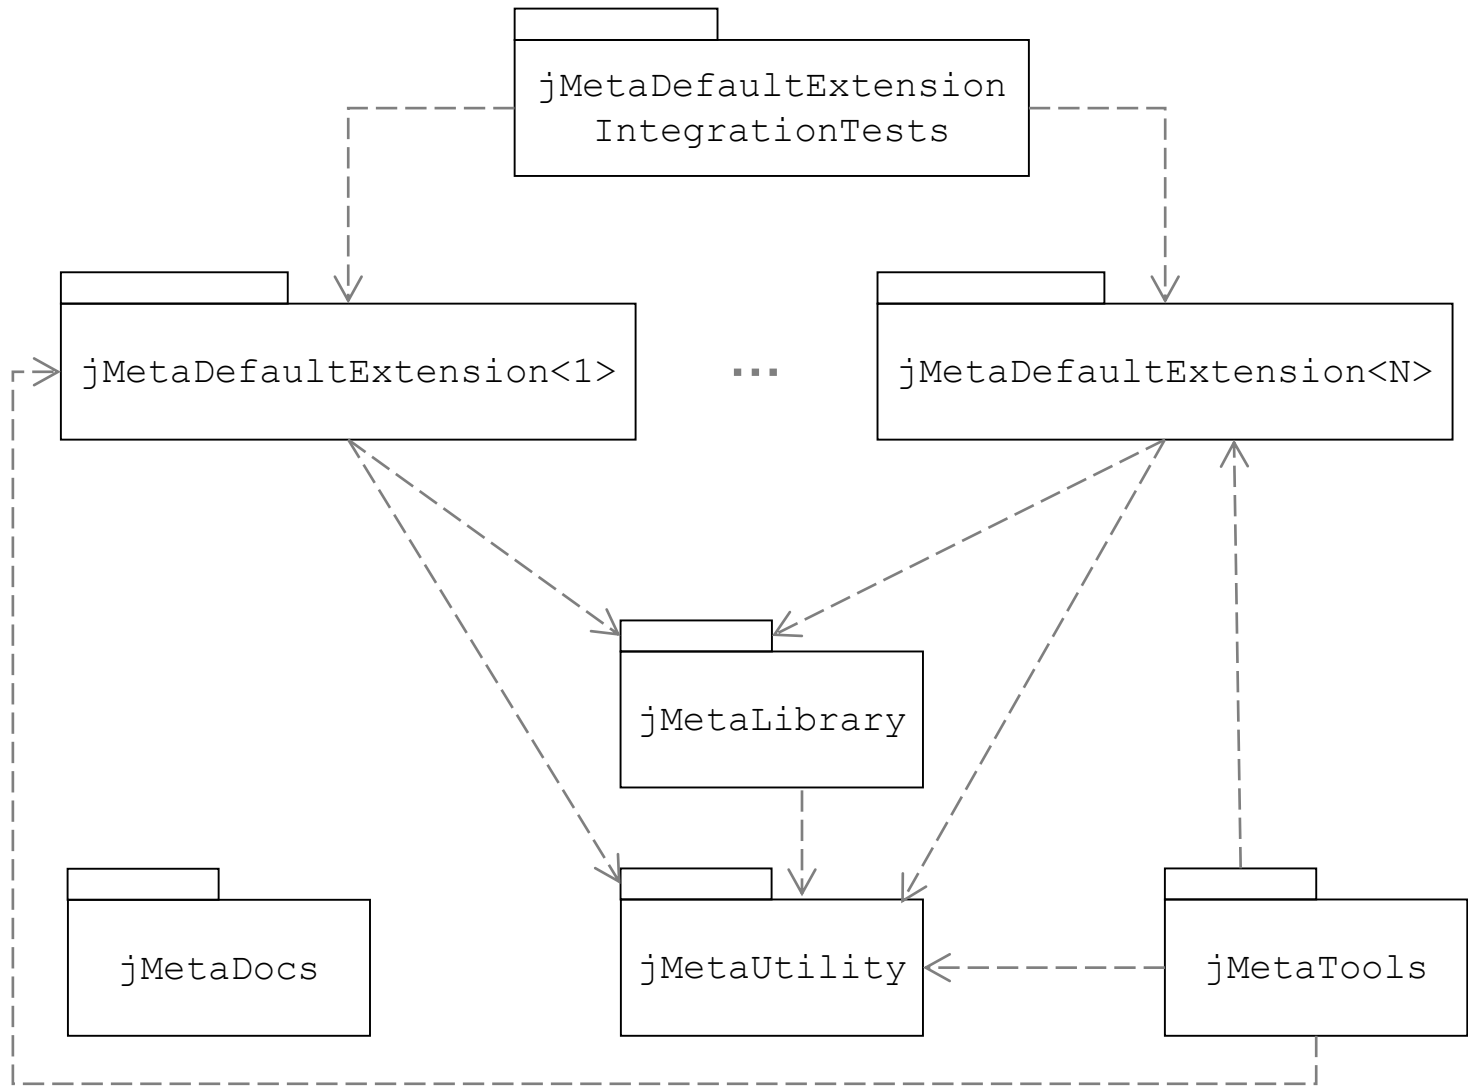 jMetaDefaultExtension
IntegrationTests
jMetaDefaultExtension<1>
...
jMetaDefaultExtension<N>
jMetaLibrary
jMetaDocs
jMetaUtility
jMetaTools